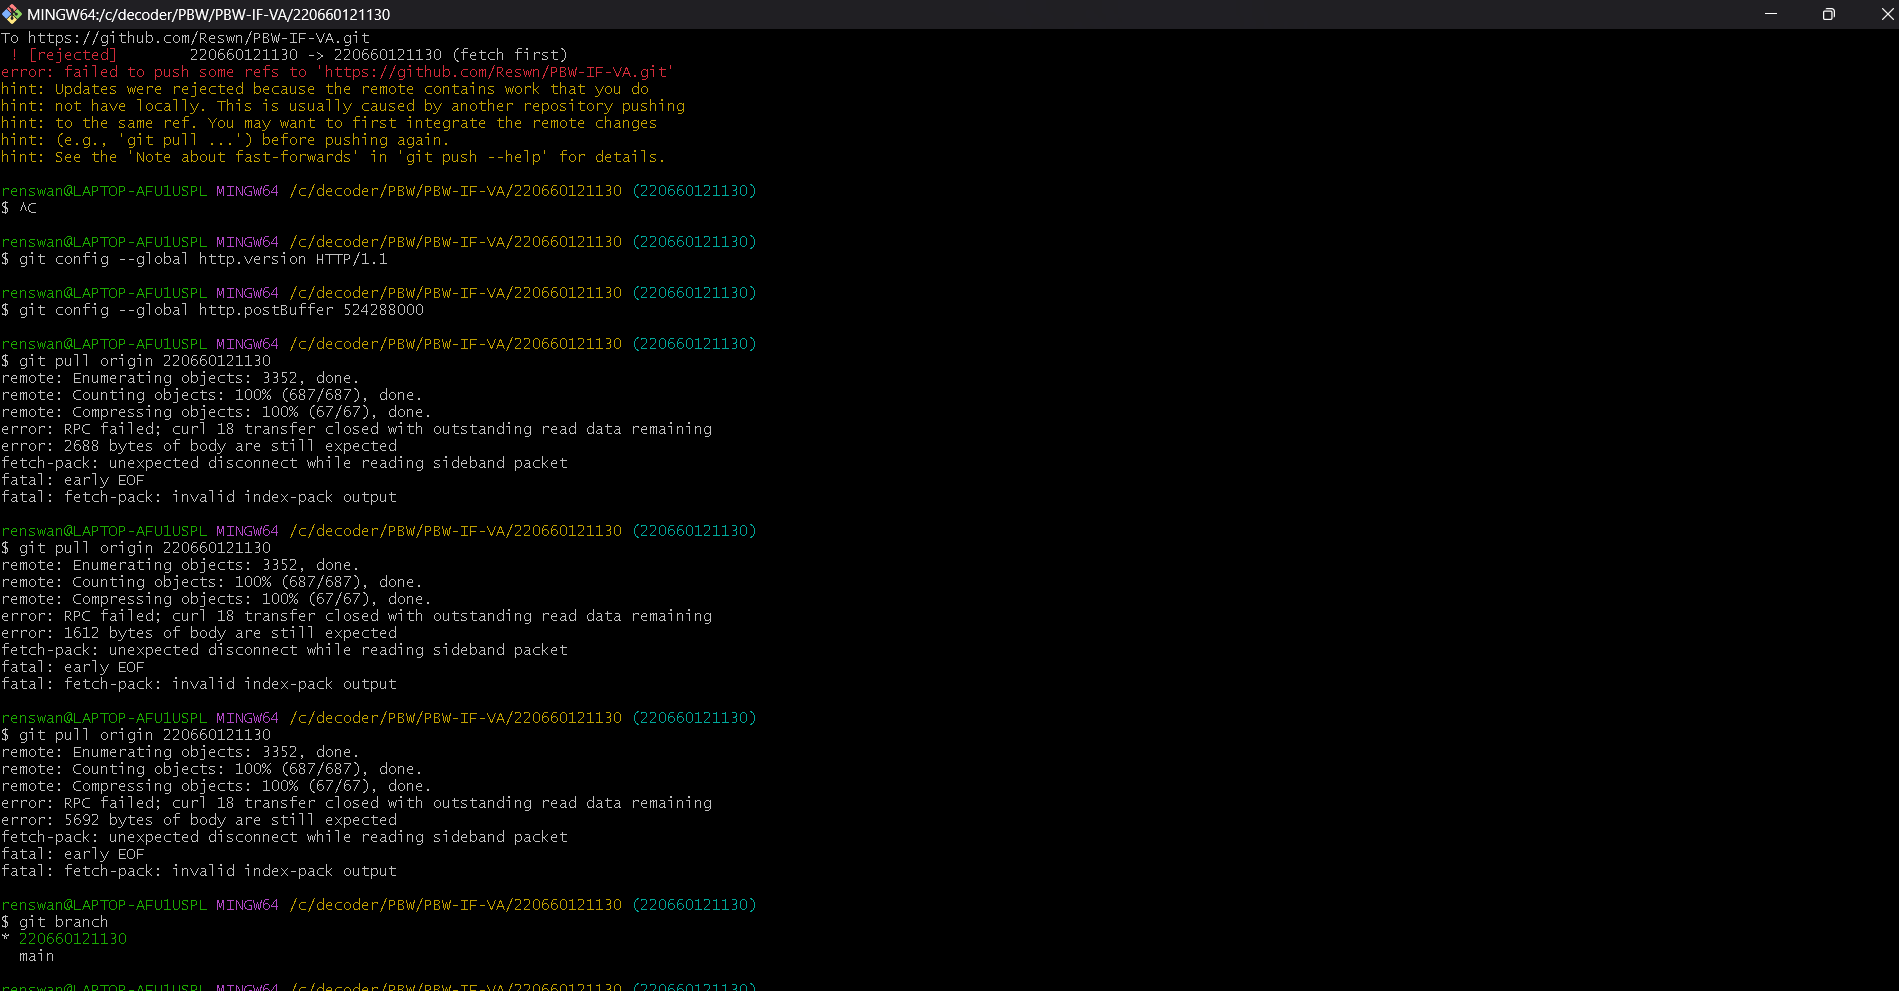 MINGW64:/c/decoder/PBW/PBW-IF-VA/220660121130
To https://github.com/Reswn/PBW-IF-VA.git
 ! [rejected]        220660121130 -> 220660121130 (fetch first)
error: failed to push some refs to 'https://github.com/Reswn/PBW-IF-VA.git'
hint: Updates were rejected because the remote contains work that you do
hint: not have locally. This is usually caused by another repository pushing
hint: to the same ref. You may want to first integrate the remote changes
hint: (e.g., 'git pull ...') before pushing again.
hint: See the 'Note about fast-forwards' in 'git push --help' for details.
renswan@LAPTOP-AFU1USPL MINGW64 /c/decoder/PBW/PBW-IF-VA/220660121130 (220660121130)
$ ^C
renswan@LAPTOP-AFU1USPL MINGW64 /c/decoder/PBW/PBW-IF-VA/220660121130 (220660121130)
$ git config --global http.version HTTP/1.1
renswan@LAPTOP-AFU1USPL MINGW64 /c/decoder/PBW/PBW-IF-VA/220660121130 (220660121130)
$ git config --global http.postBuffer 524288000
renswan@LAPTOP-AFU1USPL MINGW64 /c/decoder/PBW/PBW-IF-VA/220660121130 (220660121130)
$ git pull origin 220660121130
remote: Enumerating objects: 3352, done.
remote: Counting objects: 100% (687/687), done.
remote: Compressing objects: 100% (67/67), done.
error: RPC failed; curl 18 transfer closed with outstanding read data remaining
error: 2688 bytes of body are still expected
fetch-pack: unexpected disconnect while reading sideband packet
fatal: early EOF
fatal: fetch-pack: invalid index-pack output
renswan@LAPTOP-AFU1USPL MINGW64 /c/decoder/PBW/PBW-IF-VA/220660121130 (220660121130)
$ git pull origin 220660121130
remote: Enumerating objects: 3352, done.
remote: Counting objects: 100% (687/687), done.
remote: Compressing objects: 100% (67/67), done.
error: RPC failed; curl 18 transfer closed with outstanding read data remaining
error: 1612 bytes of body are still expected
fetch-pack: unexpected disconnect while reading sideband packet
fatal: early EOF
fatal: fetch-pack: invalid index-pack output
renswan@LAPTOP-AFU1USPL MINGW64 /c/decoder/PBW/PBW-IF-VA/220660121130 (220660121130)
$ git pull origin 220660121130
remote: Enumerating objects: 3352, done.
remote: Counting objects: 100% (687/687), done.
remote: Compressing objects: 100% (67/67), done.
error: RPC failed; curl 18 transfer closed with outstanding read data remaining
error: 5692 bytes of body are still expected
fetch-pack: unexpected disconnect while reading sideband packet
fatal: early EOF
fatal: fetch-pack: invalid index-pack output
renswan@LAPTOP-AFU1USPL MINGW64 /c/decoder/PBW/PBW-IF-VA/220660121130 (220660121130)
$ git branch
* 220660121130
  main
renswan@LAPTOP-AFU1USPL MINGW64 /c/decoder/PBW/PBW-IF-VA/220660121130 (220660121130)